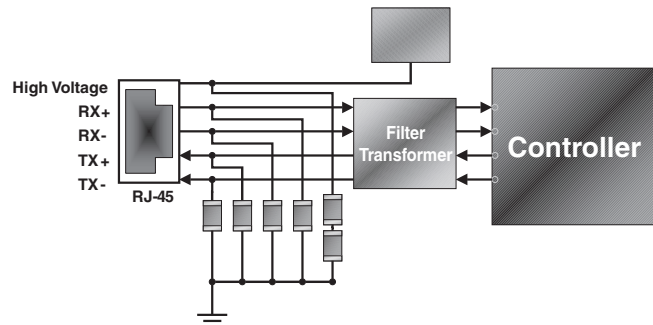 High Voltage
RX+
RX-
TX+
TX-
RJ-45
Filter
Transformer
Controller